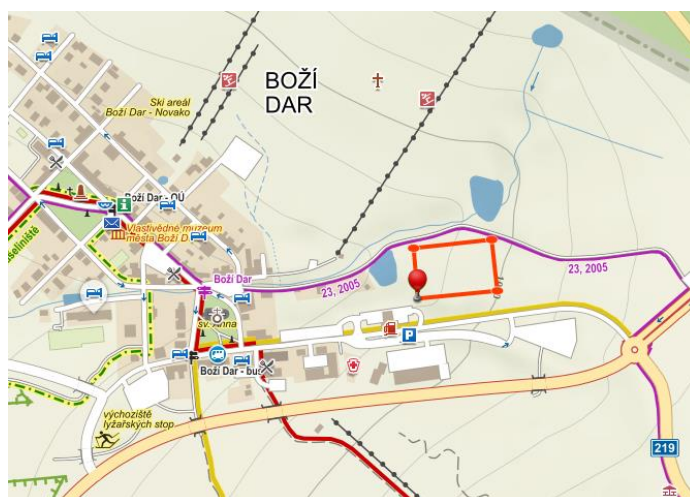 Ski areál
Boží Dar - Novako
BOŽÍ
DAR
Boží Dar - OÚ
i
Vlastivědné muzeum
města Boží D
Boží Dar
23, 2005
23, 2005
sv. Anna
P
Boží Dar - bus
výchoziště
lyžařských stop
219